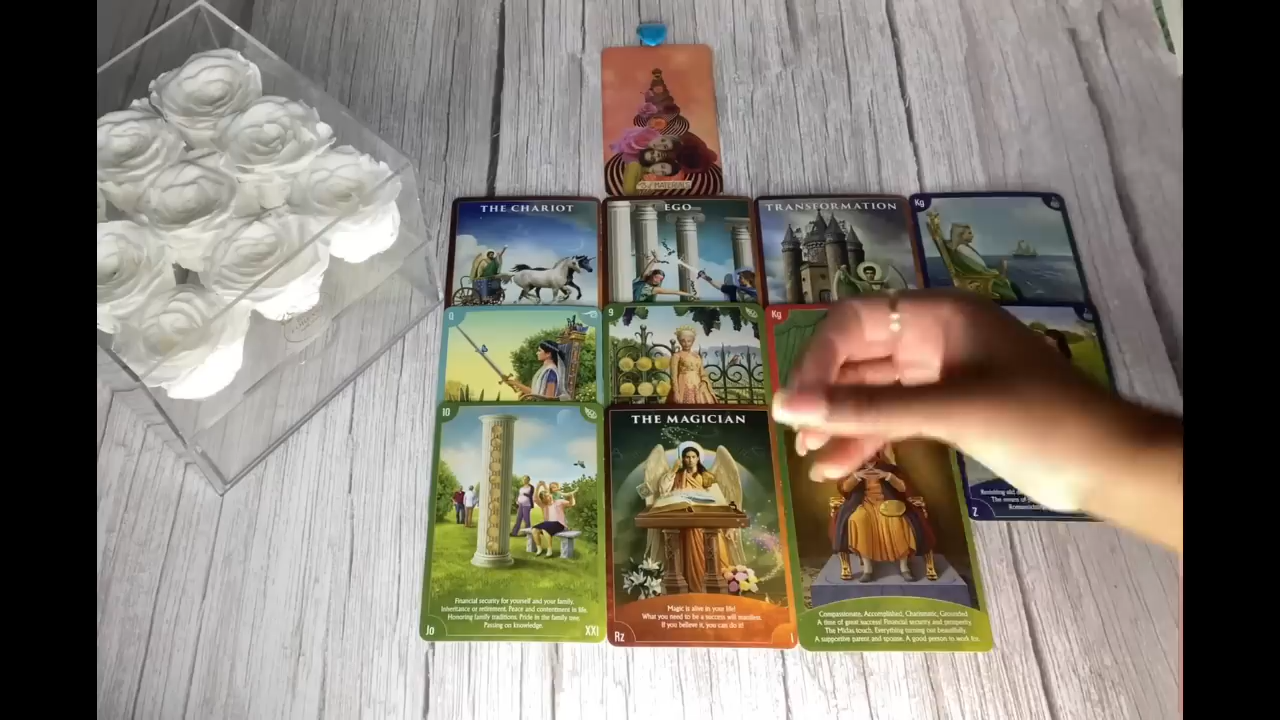 THE CHARIOT
EGO
TRANSFORMATION
Kg
9
Kg
10
THE MAGICIAN
Financial security for yourself and your family.
Inheritance or retirement. Peace and contentment in life.
Honoring family traditions. Pride in the family tree.
Passing on knowledge.
Jo
XXI
Magic is alive in your life!
What you need to be a success will manifest.
If you believe it, you can do it!
Rz
I
Compassionate, Accomplished, Charismatic, Grounded.
A time of great success! Financial security and prosperity.
The Midas touch. Everything turning out beautifully.
A supportive parent and spouse. A good person to work for.
Z